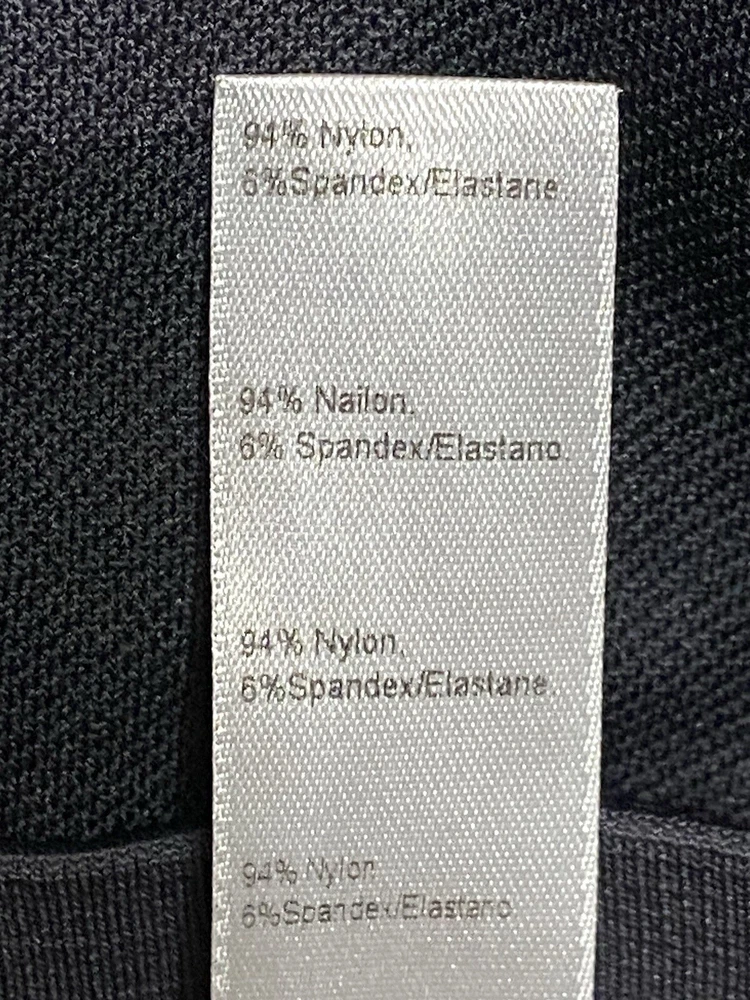 94% Nylon,
6%Spandex/Elastane.
94% Nailon.
6% Spandex/Elastano.
94% Nylon,
6%Spandex/Elastane.
94% Nylon
6%Spandex/Elastano